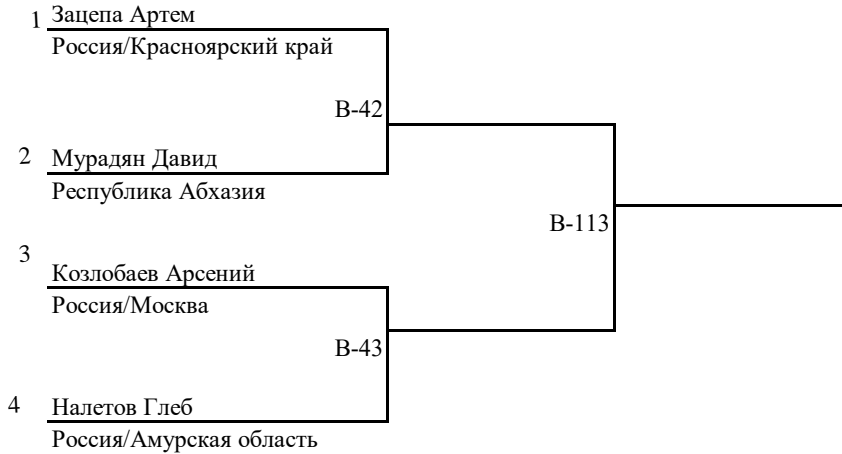 1 Зацепа Артем
Россия/Красноярский край
B-42
2 Мурадян Давид
Республика Абхазия
B-113
3
Козлобаев Арсений
Россия/Москва
B-43
4 Налетов Глеб
Россия/Амурская область